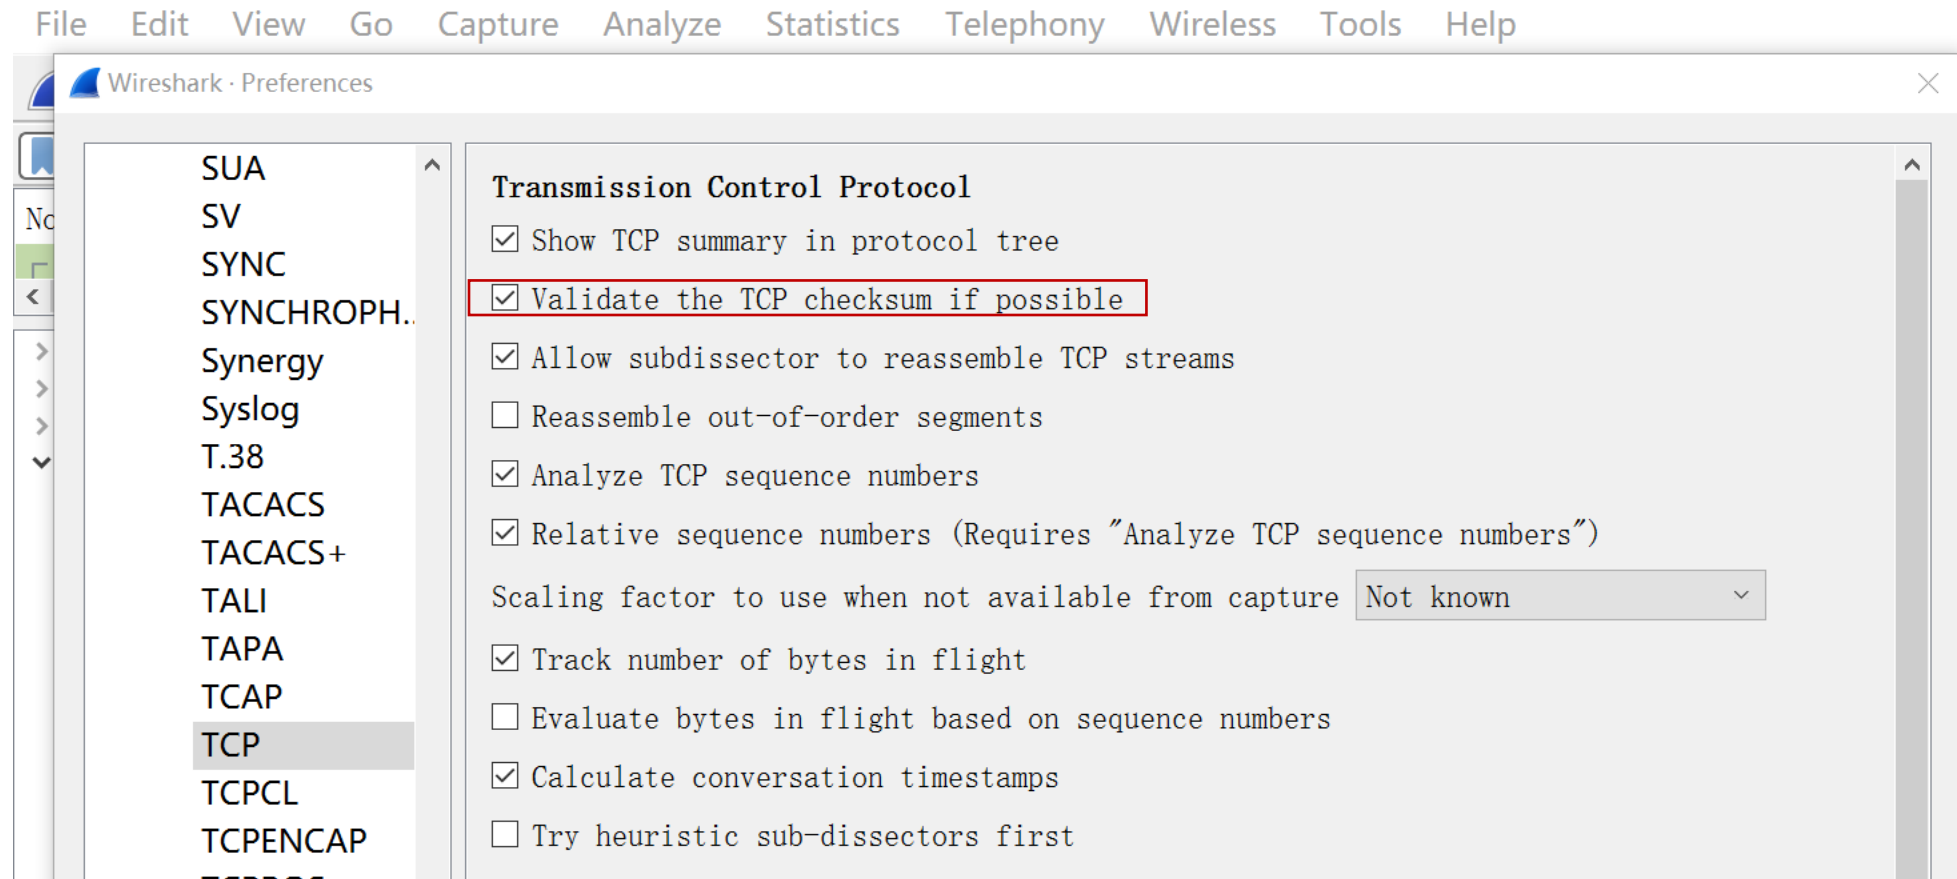 File Edit View Go Capture Analyze Statistics Telephony Wireless Tools Help
Wireshark · Preferences
No
SUA
SV
SYNC
SYNCHROPH..
Synergy
Syslog
T.38
TACACS
TACACS+
TALI
TAPA
TCAP
TCP
TCPCL
TCPENCAP
Transmission Control Protocol
Show TCP summary in protocol tree
Validate the TCP checksum if possible
Allow subdissector to reassemble TCP streams
Reassemble out-of-order segments
Analyze TCP sequence numbers
Relative sequence numbers (Requires "Analyze TCP sequence numbers")
Scaling factor to use when not available from capture Not known
Track number of bytes in flight
Evaluate bytes in flight based on sequence numbers
Calculate conversation timestamps
Try heuristic sub-dissectors first